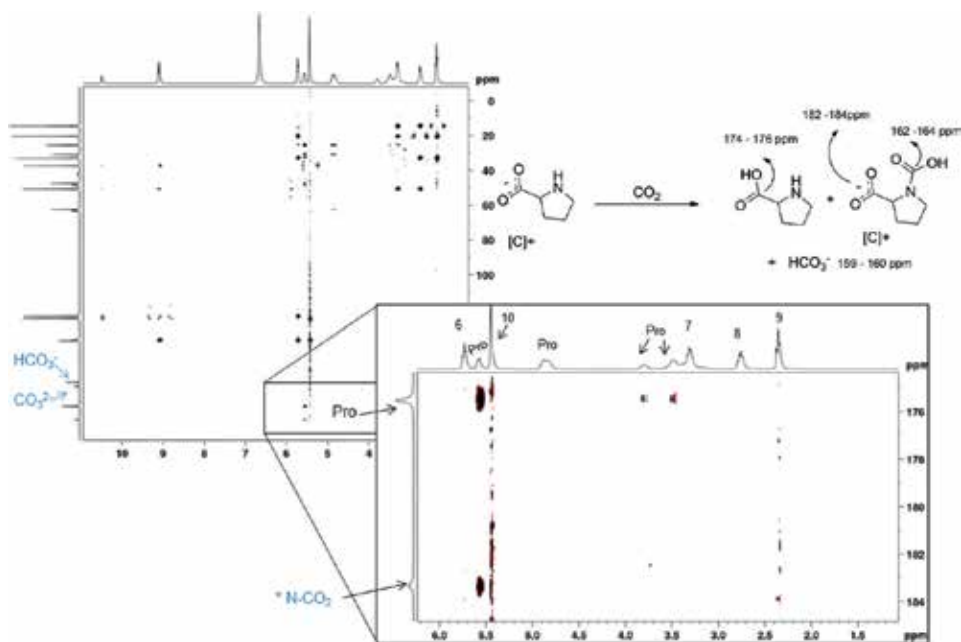 ppm
0
20
40
60
80
100
10
9
8
7
6
5
4
HCO₃⁻
CO₃²⁻
O
O
H
N
[C]+
CO₂
174 - 176 ppm
182 -184ppm
162 -164 ppm
HO
O
H
N
+
O
O
O
OH
N
[C]+
+ HCO₃⁻ 159 - 160 ppm
6
Pro
10
Pro
Pro
7
8
9
ppm
176
178
180
182
184
Pro
* N-CO₂
6.0
5.5
5.0
4.5
4.0
3.5
3.0
2.5
2.0
1.5
ppm